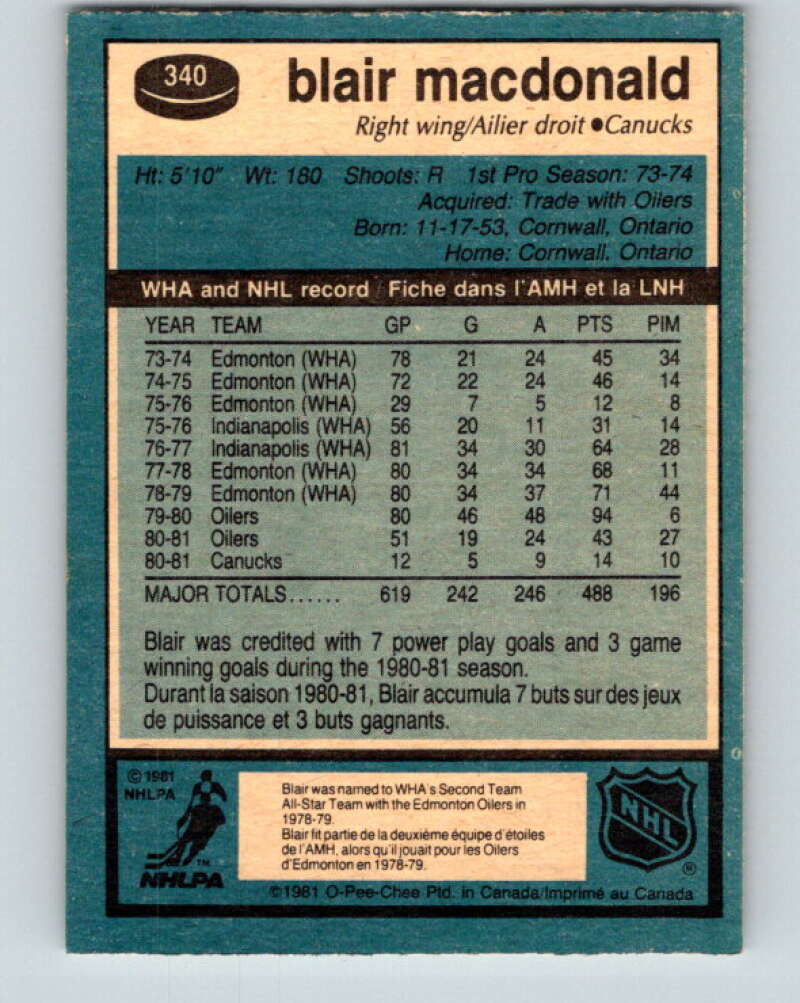 340
blair macdonald
Right wing/Ailier droit ●Canucks
Ht: 5'10" Wt: 180 Shoots: R 1st Pro Season: 73-74
Acquired: Trade with Oilers
Born: 11-17-53, Cornwall, Ontario
Home: Cornwall, Ontario
WHA and NHL record / Fiche dans l'AMH et la LNH
YEAR TEAM GP G A PTS PIM
73-74 Edmonton (WHA) 78 21 24 45 34
74-75 Edmonton (WHA) 72 22 24 46 14
75-76 Edmonton (WHA) 29 7 5 12 8
75-76 Indianapolis (WHA) 56 20 11 31 14
76-77 Indianapolis (WHA) 81 34 30 64 28
77-78 Edmonton (WHA) 80 34 34 68 11
78-79 Edmonton (WHA) 80 34 37 71 44
79-80 Oilers 80 46 48 94 6
80-81 Oilers 51 19 24 43 27
80-81 Canucks 12 5 9 14 10
MAJOR TOTALS...... 619 242 246 488 196
Blair was credited with 7 power play goals and 3 game
winning goals during the 1980-81 season.
Durant la saison 1980-81, Blair accumula 7 buts sur des jeux
de puissance et 3 buts gagnants.
© 1981
NHLPA
TM
NHLPA
Blair was named to WHA's Second Team
All-Star Team with the Edmonton Oilers in
1978-79.
Blair fit partie de la deuxième équipe d'étoiles
de l'AMH, alors qu'il jouait pour les Oilers
d'Edmonton en 1978-79.
NHL
®
©1981 O-Pee-Chee Ptd. in Canada/Imprimé au Canada